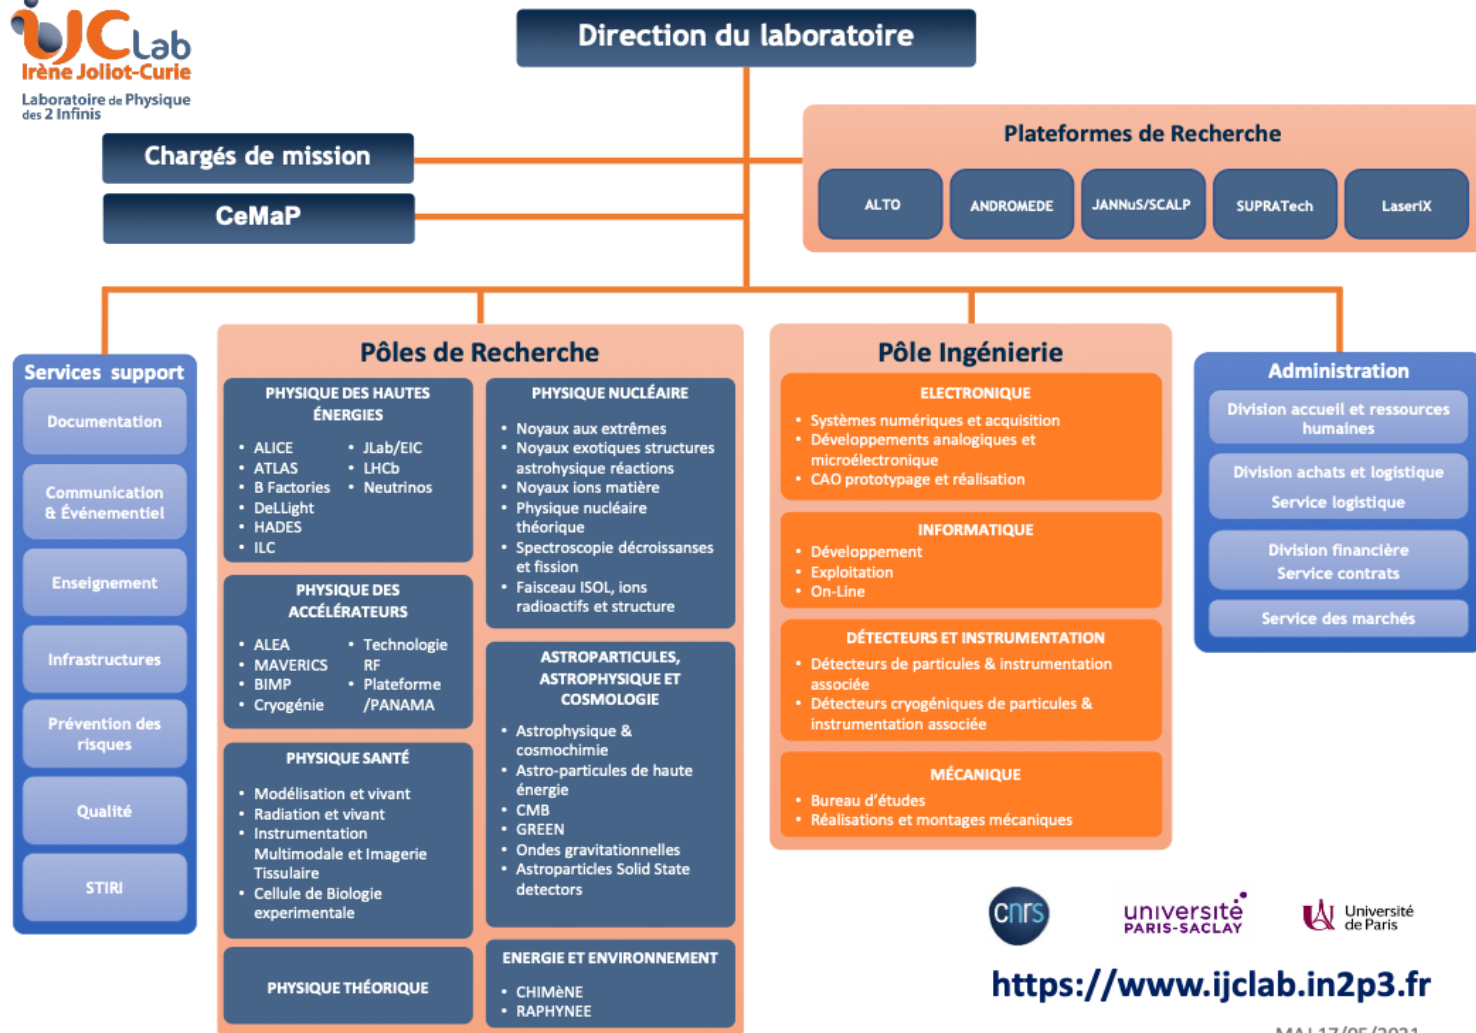 iJCLab
Irène Joliot-Curie
Laboratoire de Physique
des 2 Infinis
Direction du laboratoire
Chargés de mission
CeMaP
Plateformes de Recherche
ALTO
ANDROMEDE
JANNuS/SCALP
SUPRATech
LaseriX
Services support
Documentation
Communication
& Événementiel
Enseignement
Infrastructures
Prévention des
risques
Qualité
STIRI
Pôles de Recherche
PHYSIQUE DES HAUTES
ÉNERGIES
• ALICE
• ATLAS
• B Factories
• DeLLight
• HADES
• ILC
• JLab/EIC
• LHCb
• Neutrinos
PHYSIQUE DES
ACCÉLÉRATEURS
• ALEA
• MAVERICS
• BIMP
• Cryogénie
• Technologie
RF
• Plateforme
/PANAMA
PHYSIQUE SANTÉ
• Modélisation et vivant
• Radiation et vivant
• Instrumentation
Multimodale et Imagerie
Tissulaire
• Cellule de Biologie
experimentale
PHYSIQUE THÉORIQUE
PHYSIQUE NUCLÉAIRE
• Noyaux aux extrêmes
• Noyaux exotiques structures
astrohysique réactions
• Noyaux ions matière
• Physique nucléaire
théorique
• Spectroscopie décroissanses
et fission
• Faisceau ISOL, ions
radioactifs et structure
ASTROPARTICULES,
ASTROPHYSIQUE ET
COSMOLOGIE
• Astrophysique &
cosmochimie
• Astro-particules de haute
énergie
• CMB
• GREEN
• Ondes gravitationnelles
• Astroparticles Solid State
detectors
ENERGIE ET ENVIRONNEMENT
• CHIMèNE
• RAPHYNEE
Pôle Ingénierie
ELECTRONIQUE
• Systèmes numériques et acquisition
• Développements analogiques et
microélectronique
• CAO prototypage et réalisation
INFORMATIQUE
• Développement
• Exploitation
• On-Line
DÉTECTEURS ET INSTRUMENTATION
• Détecteurs de particules & instrumentation
associée
• Détecteurs cryogéniques de particules &
instrumentation associée
MÉCANIQUE
• Bureau d'études
• Réalisations et montages mécaniques
Administration
Division accueil et ressources
humaines
Division achats et logistique
Service logistique
Division financière
Service contrats
Service des marchés
cnrs
université
PARIS-SACLAY
Université
de Paris
https://www.ijclab.in2p3.fr
MAJ 17/05/2021